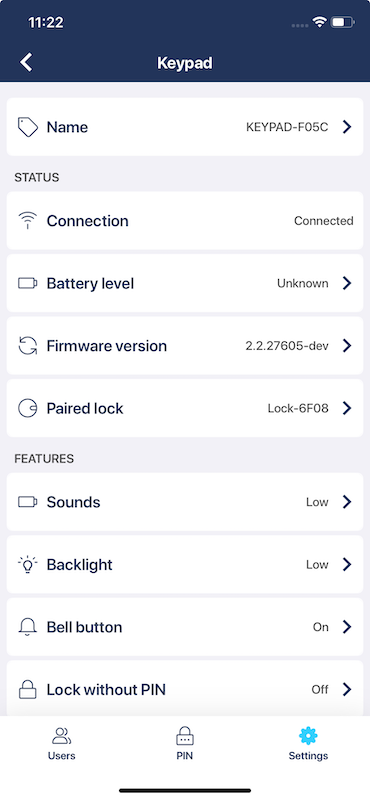 11:22
Keypad
Name KEYPAD-F05C
STATUS
Connection Connected
Battery level Unknown
Firmware version 2.2.27605-dev
Paired lock Lock-6F08
FEATURES
Sounds Low
Backlight Low
Bell button On
Lock without PIN Off
Users PIN Settings